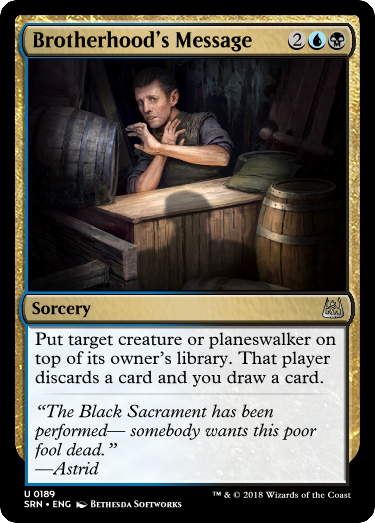 Brotherhood's Message 2
Sorcery
Put target creature or planeswalker on
top of its owner's library. That player
discards a card and you draw a card.
“The Black Sacrament has been
performed— somebody wants this poor
fool dead.”
—Astrid
U 0189
SRN • ENG Bethesda Softworks
™ & © 2018 Wizards of the Coast